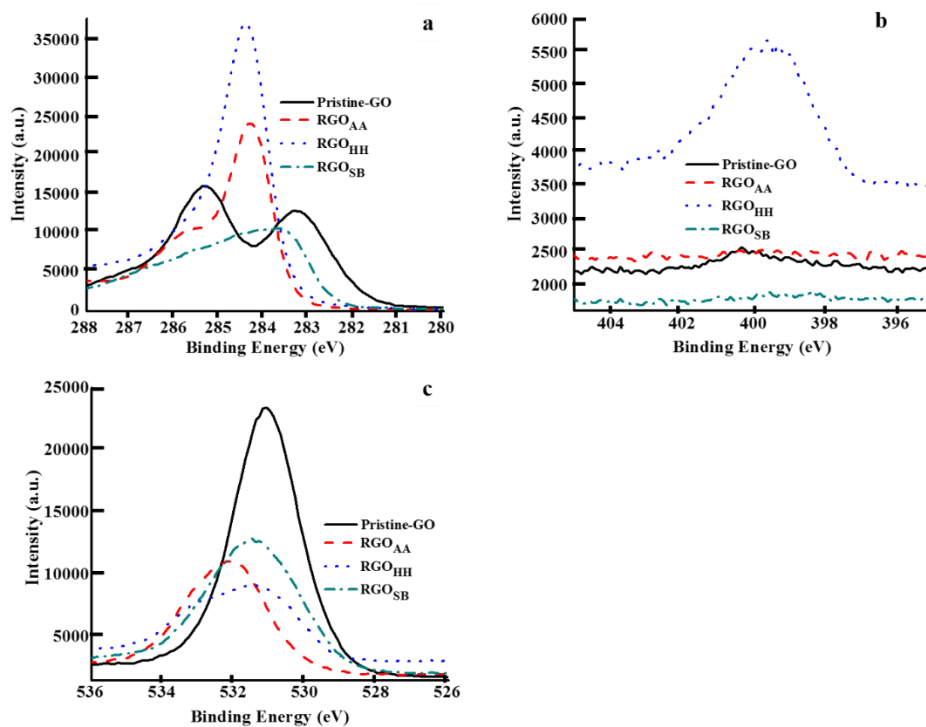 a
35000
30000
25000
20000
15000
10000
5000
0
Intensity (a.u.)
Pristine-GO
RGOAA
RGOHH
RGOSB
288 287 286 285 284 283 282 281 280
Binding Energy (eV)
b
6000
5500
5000
4500
4000
3500
3000
2500
2000
Intensity (a.u.)
Pristine-GO
RGOAA
RGOHH
RGOSB
404 402 400 398 396
Binding Energy (eV)
c
25000
20000
15000
10000
5000
Intensity (a.u.)
Pristine-GO
RGOAA
RGOHH
RGOSB
536 534 532 530 528 526
Binding Energy (eV)